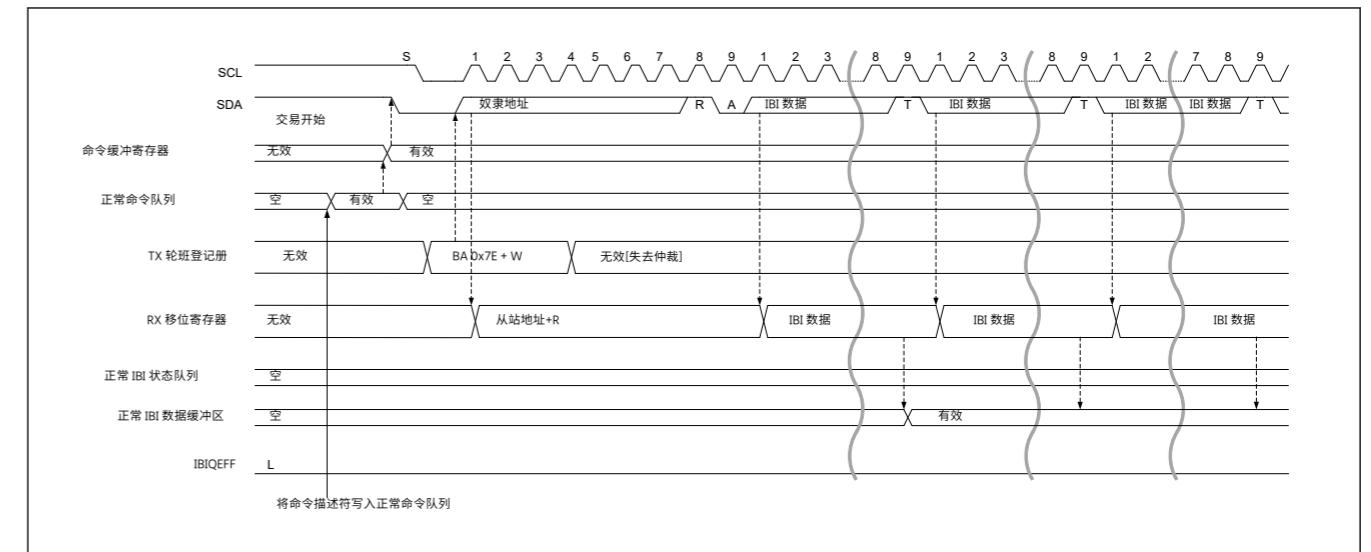 S 1 2 3 4 5 6 7 8 9 1 2 3 8 9 1 2 3 8 9 1 2 7 8 9
SCL
SDA 奴隶地址 R A IBI 数据 T IBI 数据 T IBI 数据 IBI 数据 T
交易开始
命令缓冲寄存器 无效 有效
正常命令队列 空 有效 空
TX 轮班登记册 无效 BA 0x7E + W 无效[失去仲裁]
RX 移位寄存器 无效 从站地址+R IBI 数据 IBI 数据 IBI 数据
正常 IBI 状态队列 空
正常 IBI 数据缓冲区 空 有效
IBIQEFF L
将命令描述符写入正常命令队列